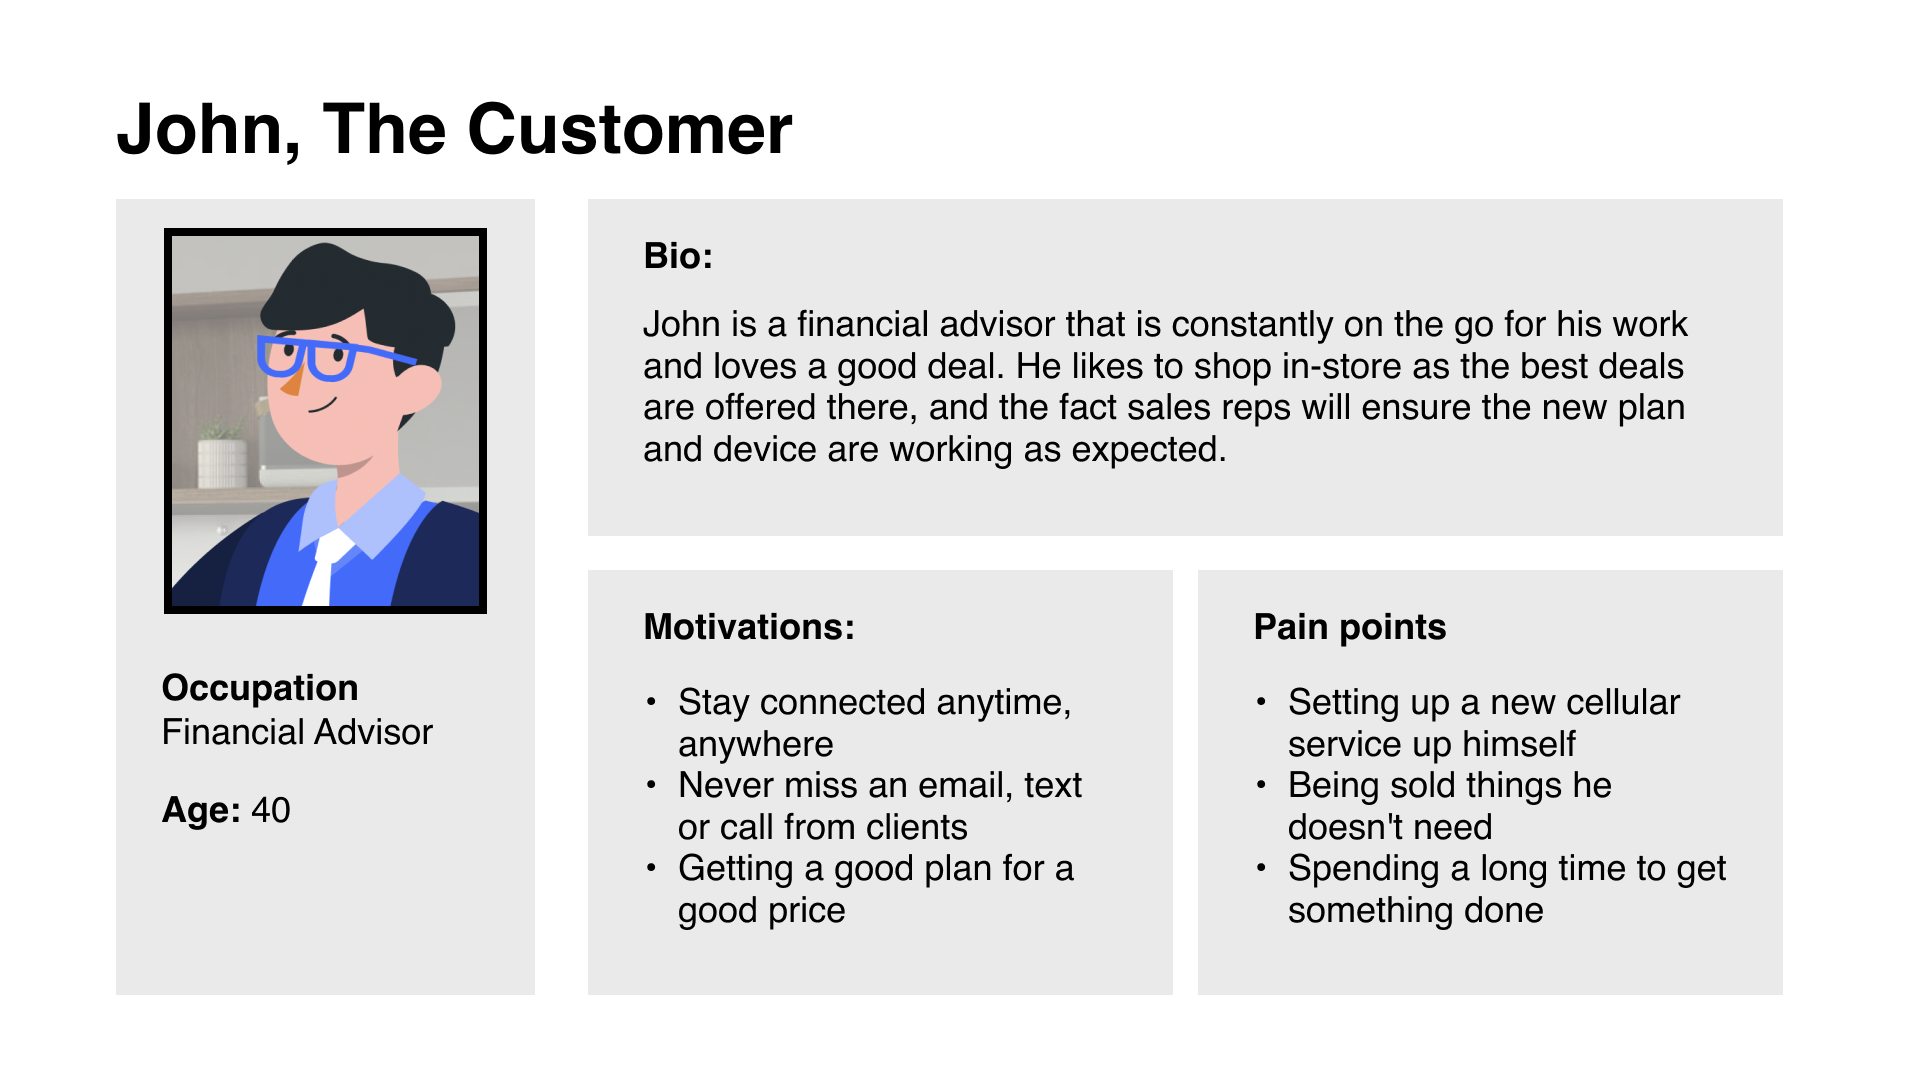 John, The Customer
Occupation
Financial Advisor
Age: 40
Bio:
John is a financial advisor that is constantly on the go for his work
and loves a good deal. He likes to shop in-store as the best deals
are offered there, and the fact sales reps will ensure the new plan
and device are working as expected.
Motivations:
• Stay connected anytime,
anywhere
• Never miss an email, text
or call from clients
• Getting a good plan for a
good price
Pain points
• Setting up a new cellular
service up himself
• Being sold things he
doesn't need
• Spending a long time to get
something done